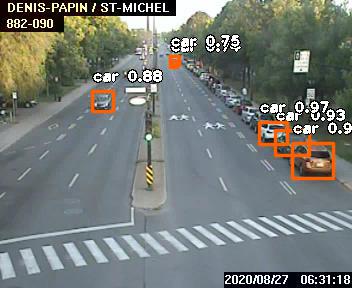 DENIS-PAPIN / ST-MICHEL
882-090
car 0.75
car 0.88
car 0.97
car 0.93
car 0.9
2020/08/27 06:31:18